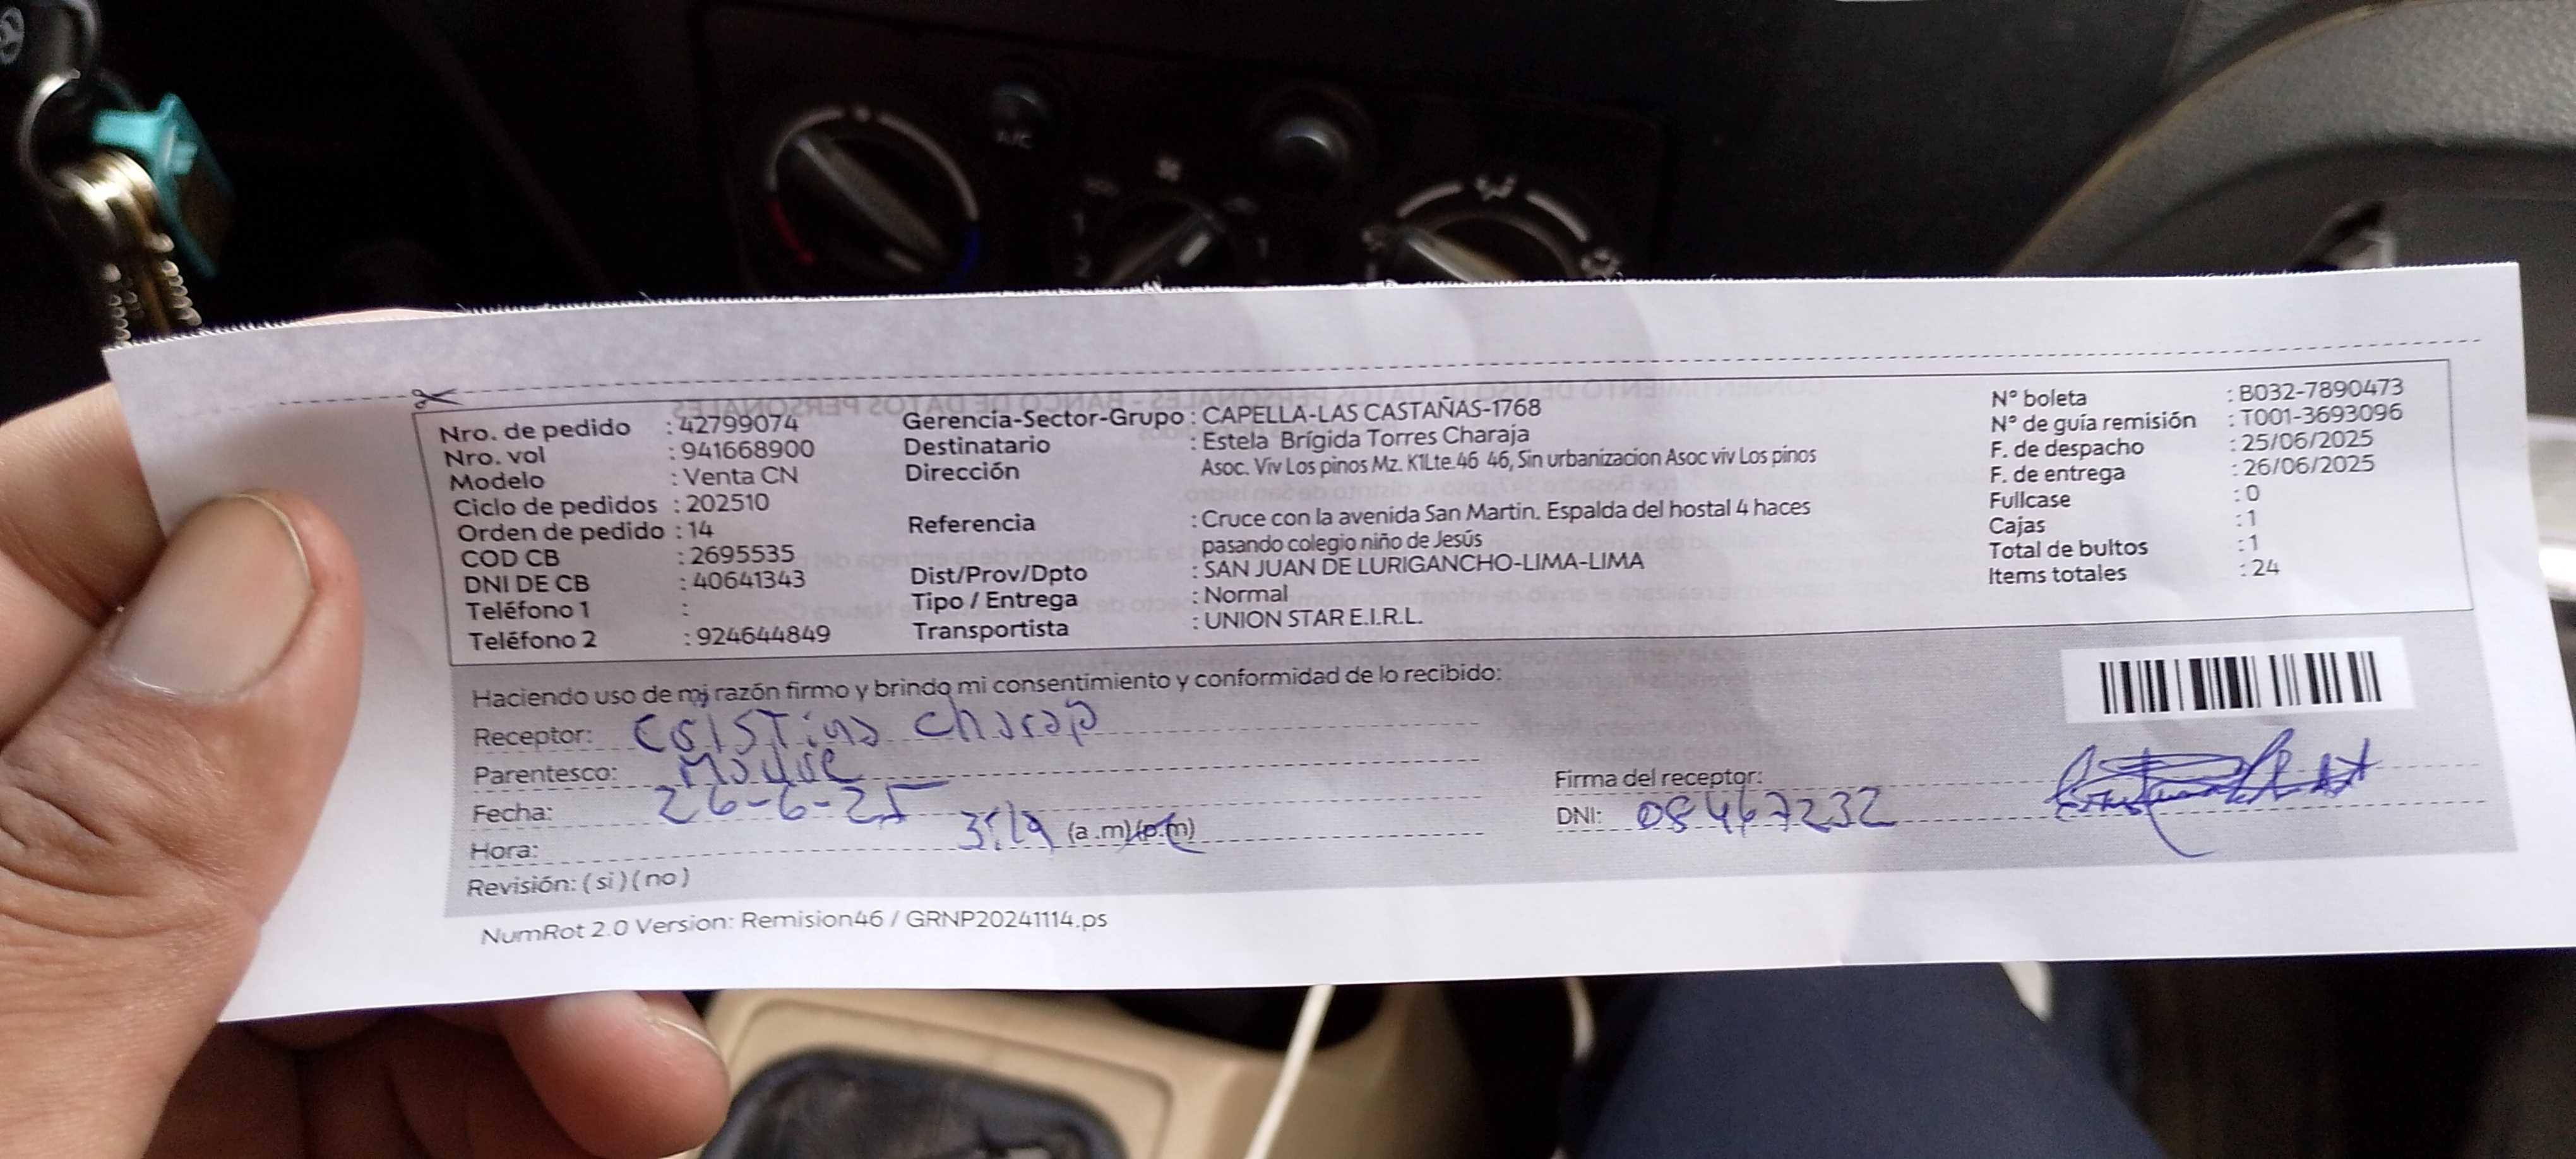 Nro. de pedido : 42799074
Nro. vol : 941668900
Modelo : Venta CN
Ciclo de pedidos : 202510
Orden de pedido : 14
COD CB : 2695535
DNI DE CB : 40641343
Teléfono 1 :
Teléfono 2 : 924644849
Gerencia-Sector-Grupo : CAPELLA-LAS CASTAÑAS-1768
Destinatario : Estela Brígida Torres Charaja
Dirección Asoc. Viv Los pinos Mz. K1Lte.46 46, Sin urbanizacion Asoc viv Los pinos
Referencia : Cruce con la avenida San Martin. Espalda del hostal 4 haces
pasando colegio niño de Jesús
Dist/Prov/Dpto : SAN JUAN DE LURIGANCHO-LIMA-LIMA
Tipo / Entrega : Normal
Transportista : UNION STAR E.I.R.L.
N° boleta : B032-7890473
N° de guía remisión : T001-3693096
F. de despacho : 25/06/2025
F. de entrega : 26/06/2025
Fullcase : 0
Cajas : 1
Total de bultos : 1
Items totales : 24
Haciendo uso de mi razón firmo y brindo mi consentimiento y conformidad de lo recibido:
Receptor:
Parentesco:
Fecha: 26-6-25
Hora: 3:19 (a.m)(p.m)
Revisión: (si)(no)
Firma del receptor:
DNI: 08467232
NumRot 2.0 Version: Remision46 / GRNP20241114.ps
A/C
1
2